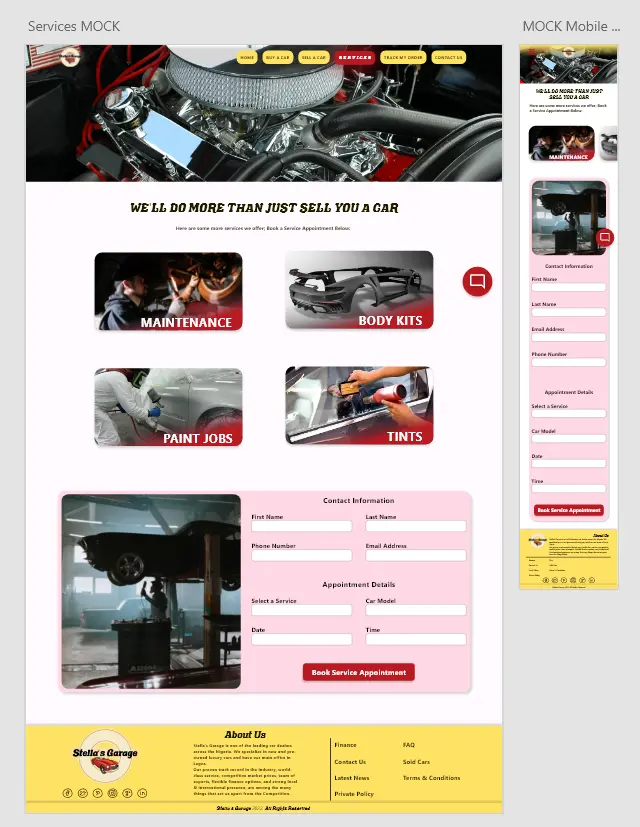 Services MOCK
MOCK Mobile ...
HOME
BUY A CAR
SELL A CAR
SERVICES
TRACK MY ORDER
CONTACT US
WE'LL DO MORE THAN JUST SELL YOU A CAR
Here are some more services we offer; Book a Service Appointment Below.
MAINTENANCE
BODY KITS
PAINT JOBS
TINTS
Contact Information
First Name
Last Name
Phone Number
Email Address
Appointment Details
Select a Service
Car Model
Date
Time
Book Service Appointment
Stella's Garage
About Us
Stella's Garage is one of the leading car dealers
across the Nigeria. We specialize in new and pre-
owned luxury cars and have our main office in
Lagos.
Our proven track record in the industry, world-
class service, competitive market prices, team of
experts, flexible finance options, and strong local
& international presence, are among the many
things that set us apart from the Competition.
Finance
FAQ
Contact Us
Sold Cars
Latest News
Terms & Conditions
Private Policy
Stella's Garage 2022. All Rights Reserved
WE'LL DO MORE THAN JUST
SELL YOU A CAR
Here are some more services we offer; Book
a Service Appointment Below.
MAINTENANCE
Contact Information
First Name
Last Name
Email Address
Phone Number
Appointment Details
Select a Service
Car Model
Date
Time
Book Service Appointment
About Us